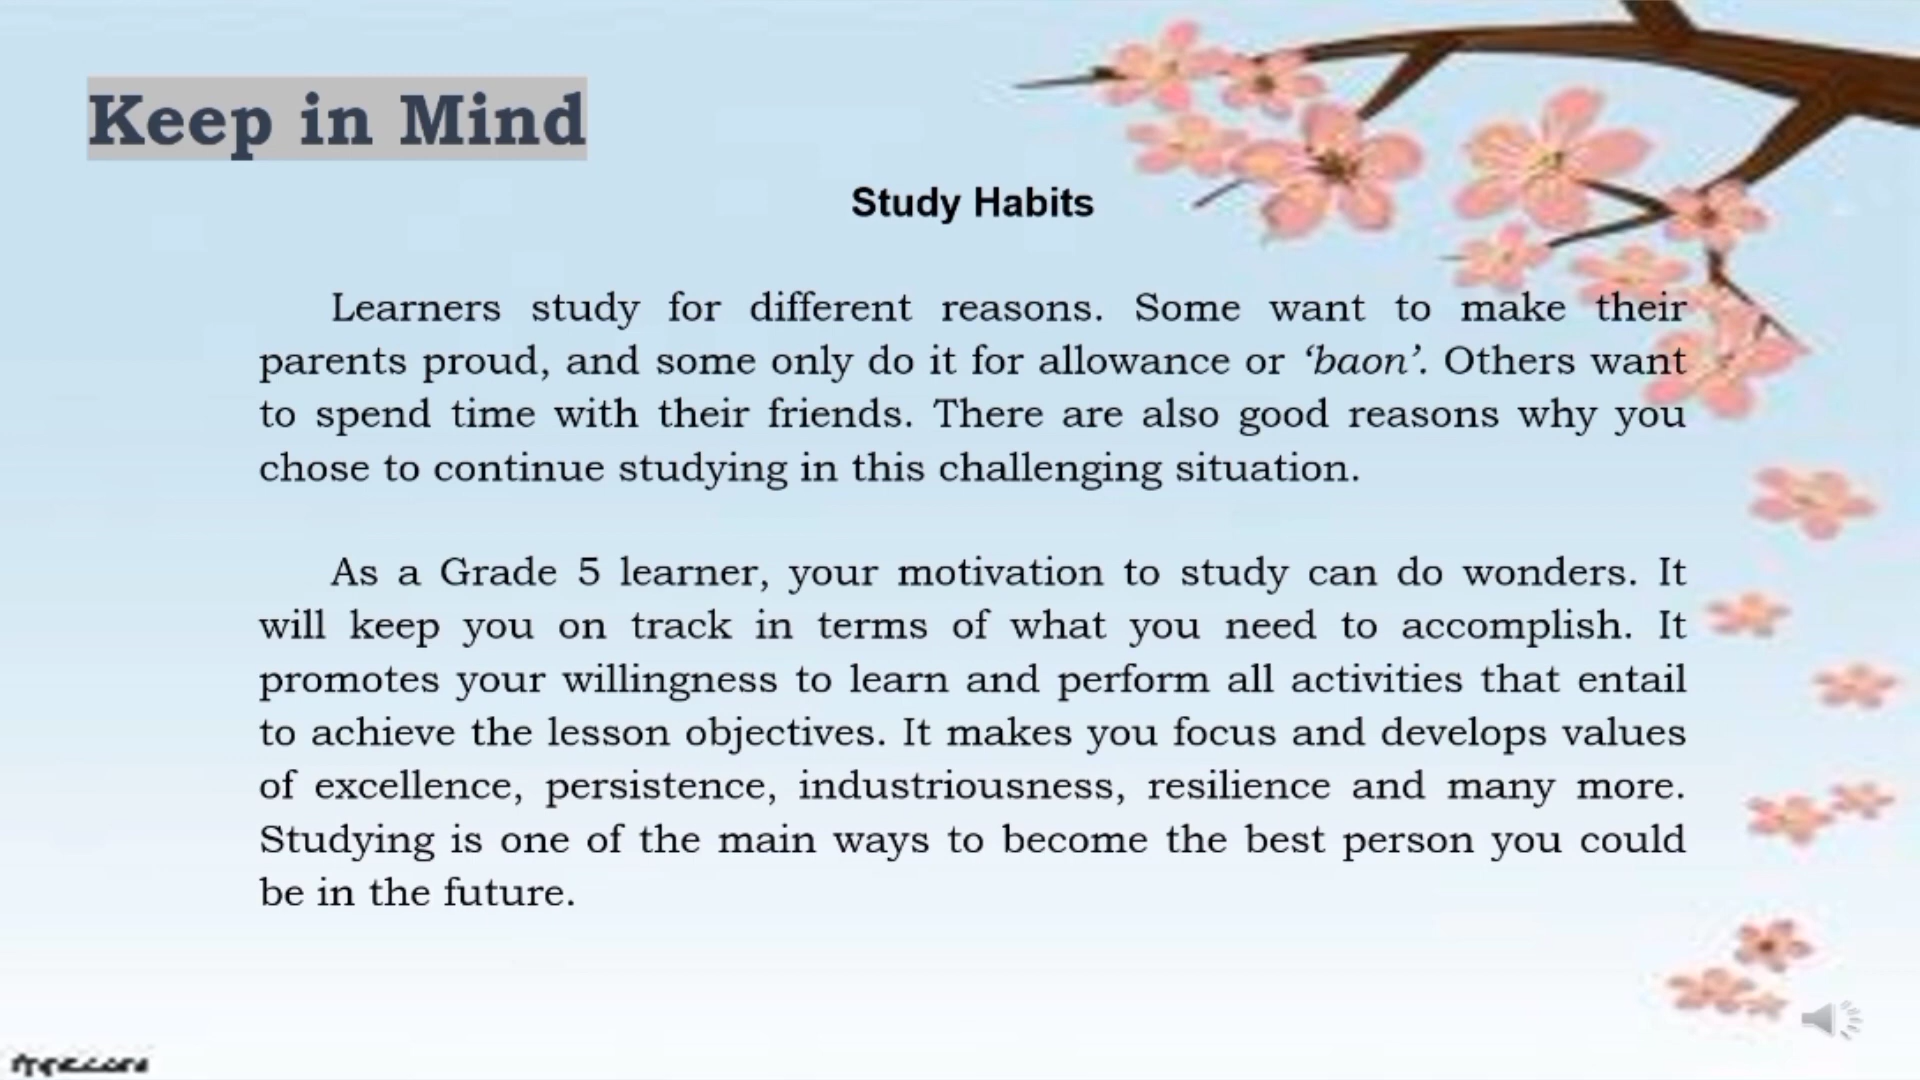 Keep in Mind
Study Habits
Learners study for different reasons. Some want to make their
parents proud, and some only do it for allowance or ‘baon’. Others want
to spend time with their friends. There are also good reasons why you
chose to continue studying in this challenging situation.
As a Grade 5 learner, your motivation to study can do wonders. It
will keep you on track in terms of what you need to accomplish. It
promotes your willingness to learn and perform all activities that entail
to achieve the lesson objectives. It makes you focus and develops values
of excellence, persistence, industriousness, resilience and many more.
Studying is one of the main ways to become the best person you could
be in the future.